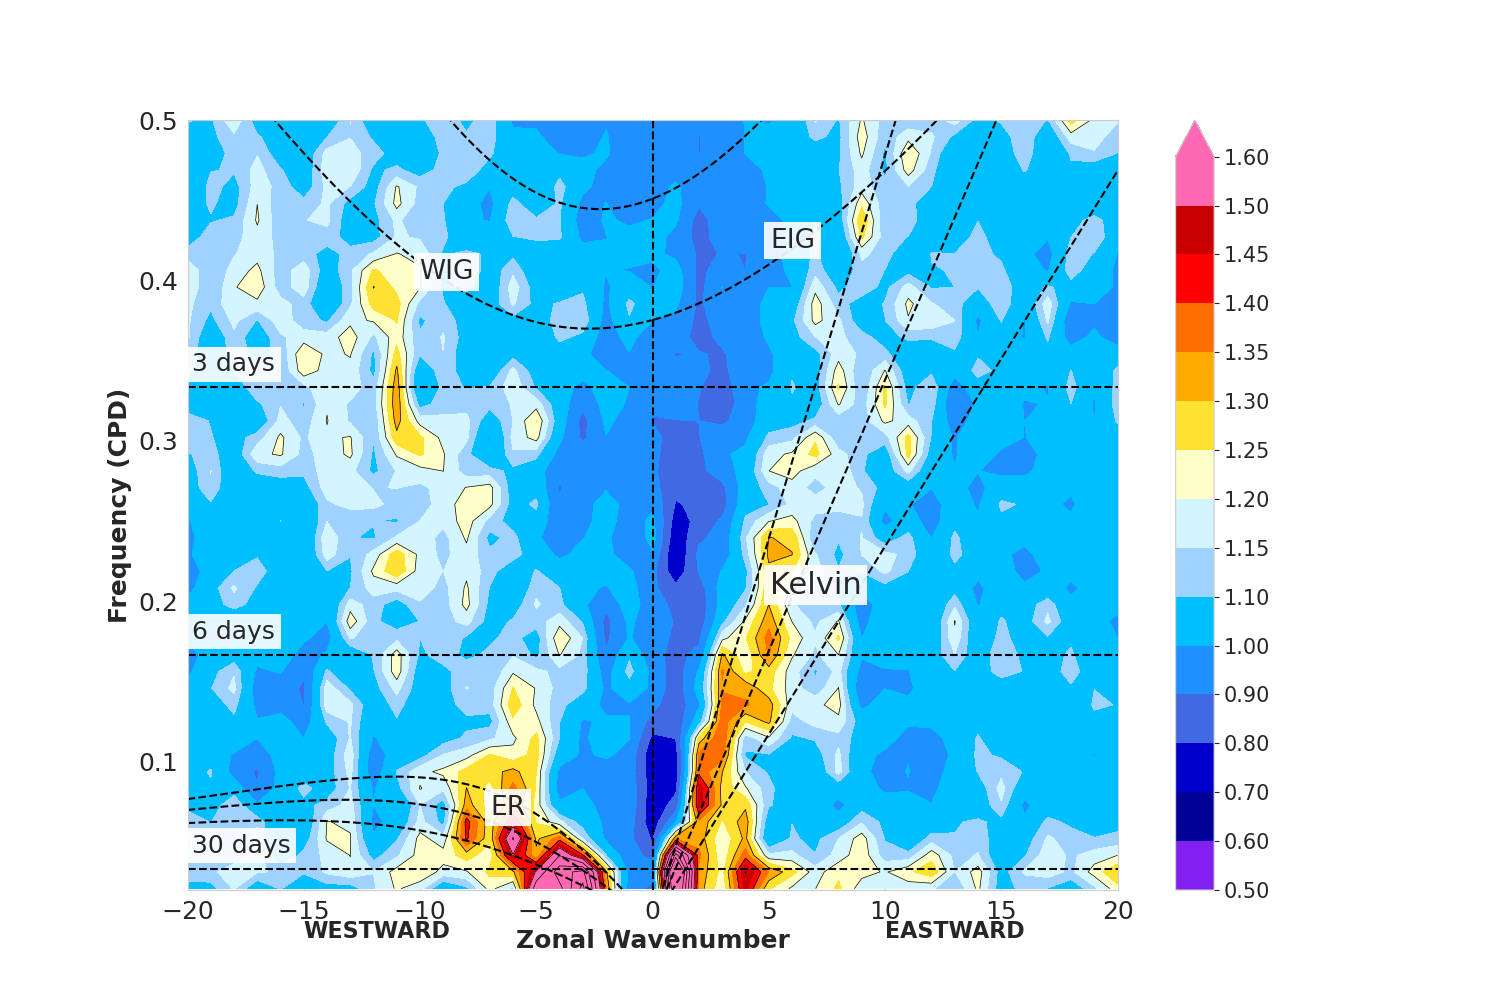 0.5
0.4
0.3
0.2
0.1
Frequency (CPD)
WIG
EIG
3 days
Kelvin
6 days
ER
30 days
−20 −15 −10 −5 0 5 10 15 20
WESTWARD
Zonal Wavenumber
EASTWARD
1.60
1.50
1.45
1.40
1.35
1.30
1.25
1.20
1.15
1.10
1.00
0.90
0.80
0.70
0.60
0.50